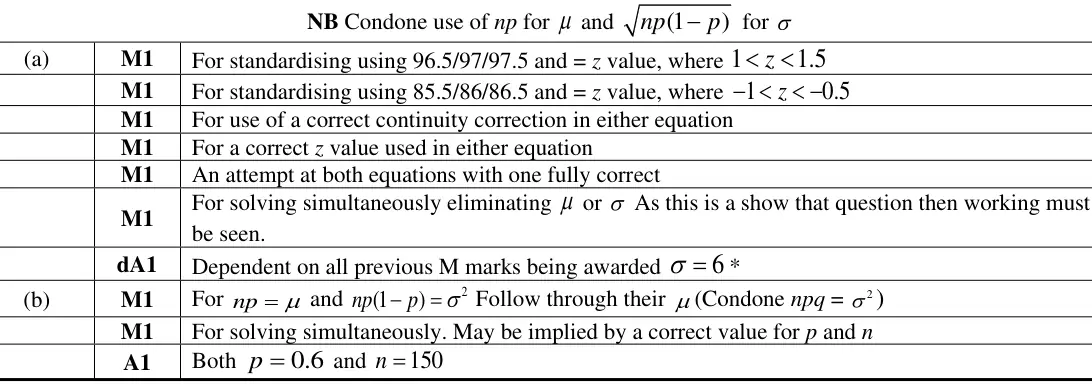 NB Condone use of np for μ and √np(1− p) for σ
(a) M1 For standardising using 96.5/97/97.5 and = z value, where 1 < z < 1.5
M1 For standardising using 85.5/86/86.5 and = z value, where −1 < z < −0.5
M1 For use of a correct continuity correction in either equation
M1 For a correct z value used in either equation
M1 An attempt at both equations with one fully correct
M1 For solving simultaneously eliminating μ or σ As this is a show that question then working must
be seen.
dA1 Dependent on all previous M marks being awarded σ = 6 *
(b) M1 For np = μ and np(1− p) = σ² Follow through their μ (Condone npq = σ² )
M1 For solving simultaneously. May be implied by a correct value for p and n
A1 Both p = 0.6 and n = 150